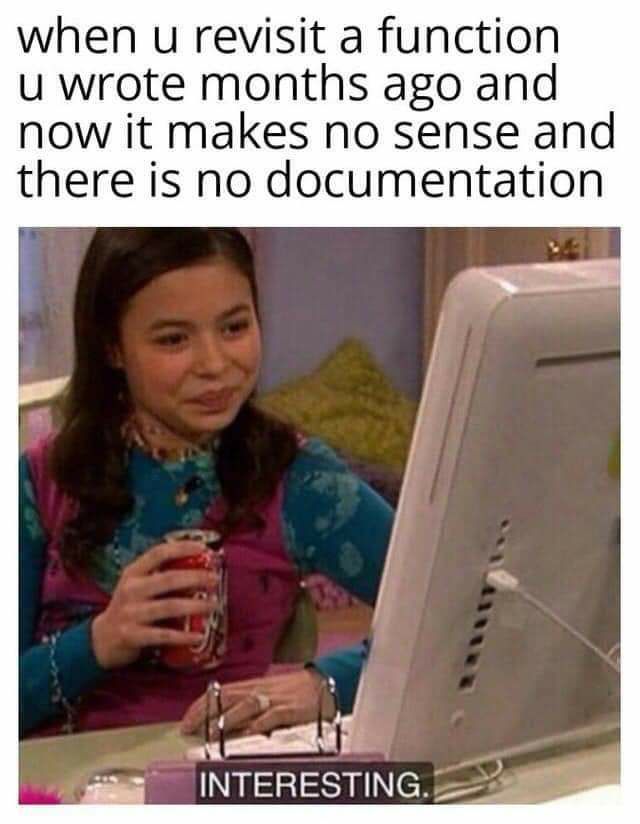 when u revisit a function
u wrote months ago and
now it makes no sense and
there is no documentation
INTERESTING.